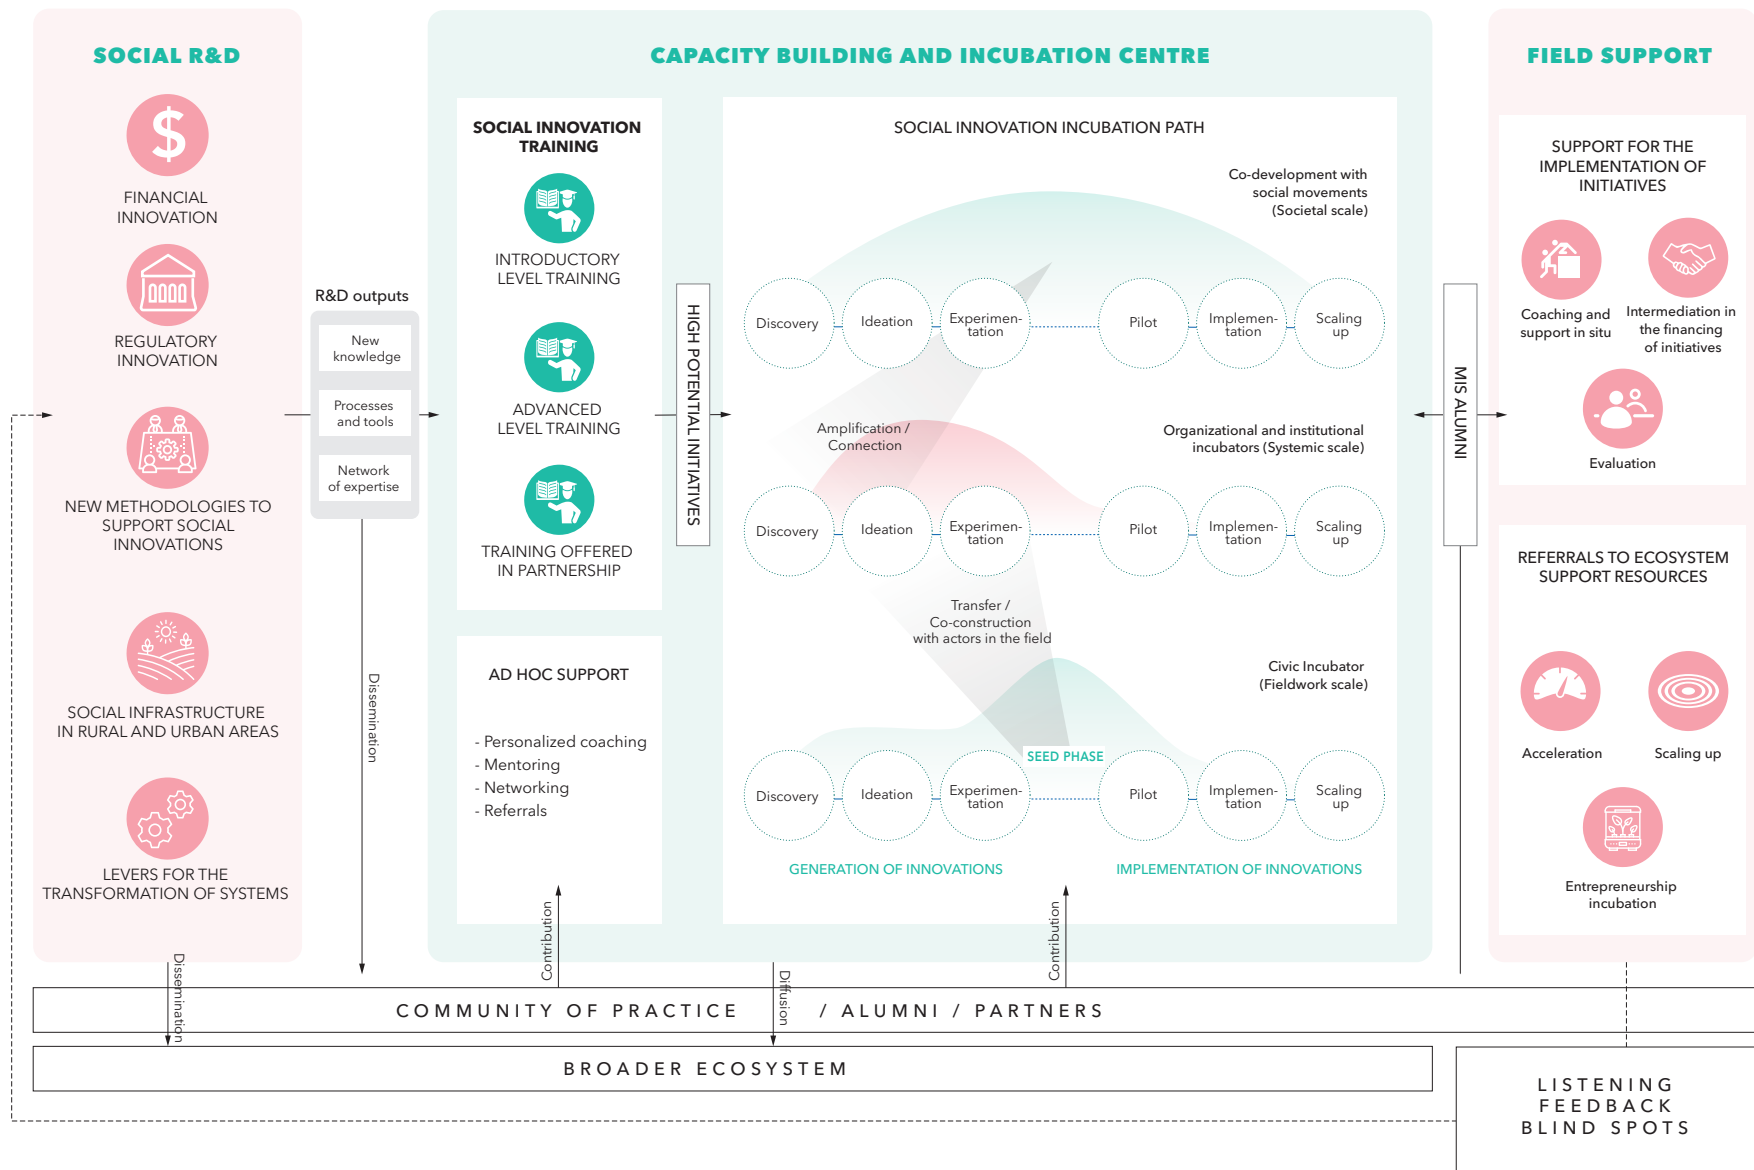 SOCIAL R&D
FINANCIAL
INNOVATION
REGULATORY
INNOVATION
NEW METHODOLOGIES TO
SUPPORT SOCIAL
INNOVATIONS
SOCIAL INFRASTRUCTURE
IN RURAL AND URBAN AREAS
LEVERS FOR THE
TRANSFORMATION OF SYSTEMS
Dissemination
R&D outputs
New
knowledge
Processes
and tools
Network
of expertise
Dissemination
CAPACITY BUILDING AND INCUBATION CENTRE
SOCIAL INNOVATION
TRAINING
INTRODUCTORY
LEVEL TRAINING
ADVANCED
LEVEL TRAINING
TRAINING OFFERED
IN PARTNERSHIP
AD HOC SUPPORT
- Personalized coaching
- Mentoring
- Networking
- Referrals
Contribution
HIGH POTENTIAL INITIATIVES
SOCIAL INNOVATION INCUBATION PATH
Co-development with
social movements
(Societal scale)
Discovery
Ideation
Experimen-
tation
Pilot
Implemen-
tation
Scaling
up
Amplification /
Connection
Organizational and institutional
incubators (Systemic scale)
Discovery
Ideation
Experimen-
tation
Pilot
Implemen-
tation
Scaling
up
Transfer /
Co-construction
with actors in the field
Civic Incubator
(Fieldwork scale)
SEED PHASE
Discovery
Ideation
Experimen-
tation
Pilot
Implemen-
tation
Scaling
up
GENERATION OF INNOVATIONS
IMPLEMENTATION OF INNOVATIONS
Diffusion
Contribution
MIS ALUMNI
FIELD SUPPORT
SUPPORT FOR THE
IMPLEMENTATION OF
INITIATIVES
Coaching and
support in situ
Intermediation in
the financing
of initiatives
Evaluation
REFERRALS TO ECOSYSTEM
SUPPORT RESOURCES
Acceleration
Scaling up
Entrepreneurship
incubation
COMMUNITY OF PRACTICE / ALUMNI / PARTNERS
BROADER ECOSYSTEM
LISTENING
FEEDBACK
BLIND SPOTS